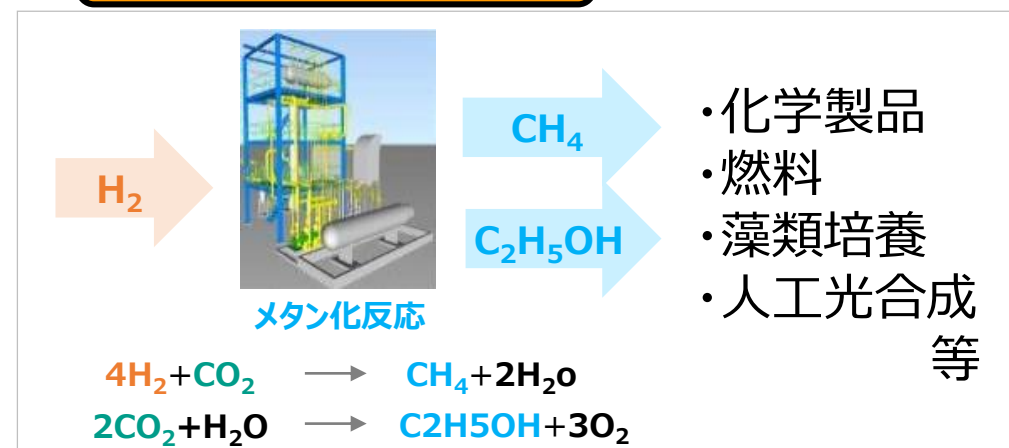 H₂
CH₄
C₂H₅OH
メタン化反応
・化学製品
・燃料
・藻類培養
・人工光合成
等
4H₂+CO₂ → CH₄+2H₂o
2CO₂+H₂O → C2H5OH+3O₂